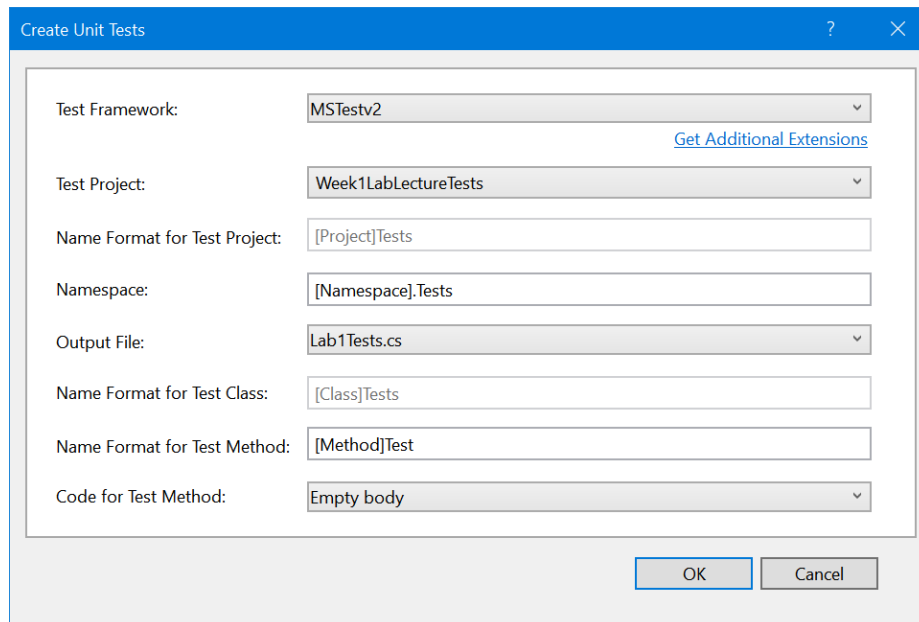 Create Unit Tests ?
Test Framework: MSTestv2
Get Additional Extensions
Test Project: Week1LabLectureTests
Name Format for Test Project: [Project]Tests
Namespace: [Namespace].Tests
Output File: Lab1Tests.cs
Name Format for Test Class: [Class]Tests
Name Format for Test Method: [Method]Test
Code for Test Method: Empty body
OK Cancel